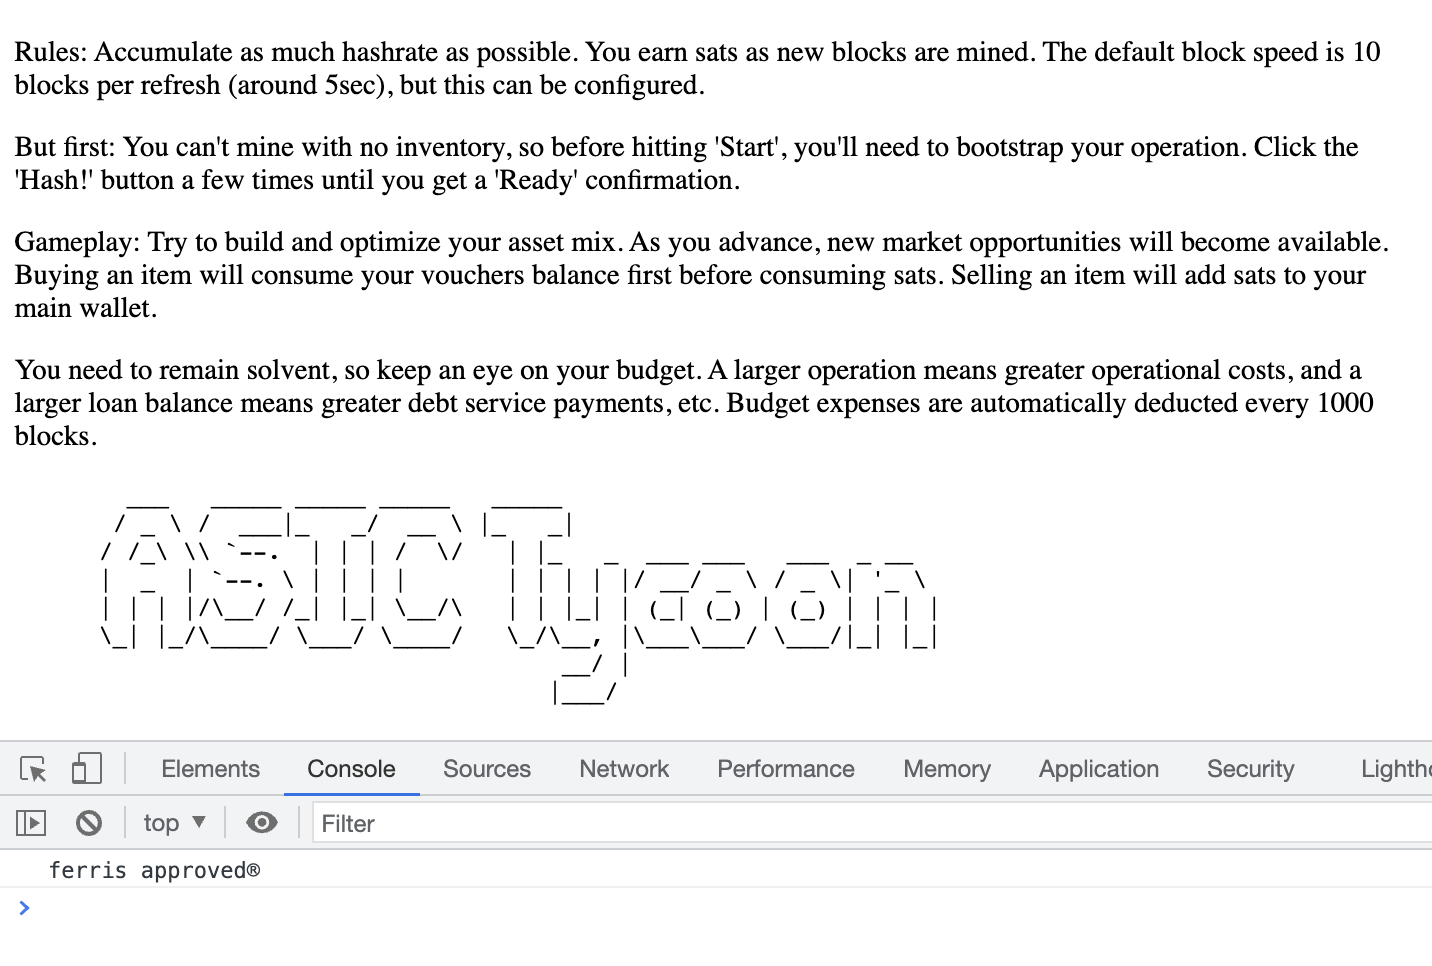 Rules: Accumulate as much hashrate as possible. You earn sats as new blocks are mined. The default block speed is 10
blocks per refresh (around 5sec), but this can be configured.
But first: You can't mine with no inventory, so before hitting 'Start', you'll need to bootstrap your operation. Click the
'Hash!' button a few times until you get a 'Ready' confirmation.
Gameplay: Try to build and optimize your asset mix. As you advance, new market opportunities will become available.
Buying an item will consume your vouchers balance first before consuming sats. Selling an item will add sats to your
main wallet.
You need to remain solvent, so keep an eye on your budget. A larger operation means greater operational costs, and a
larger loan balance means greater debt service payments, etc. Budget expenses are automatically deducted every 1000
blocks.
ASIC Tycoon
Elements Console Sources Network Performance Memory Application Security
top ▼ Filter
ferris approved®
>